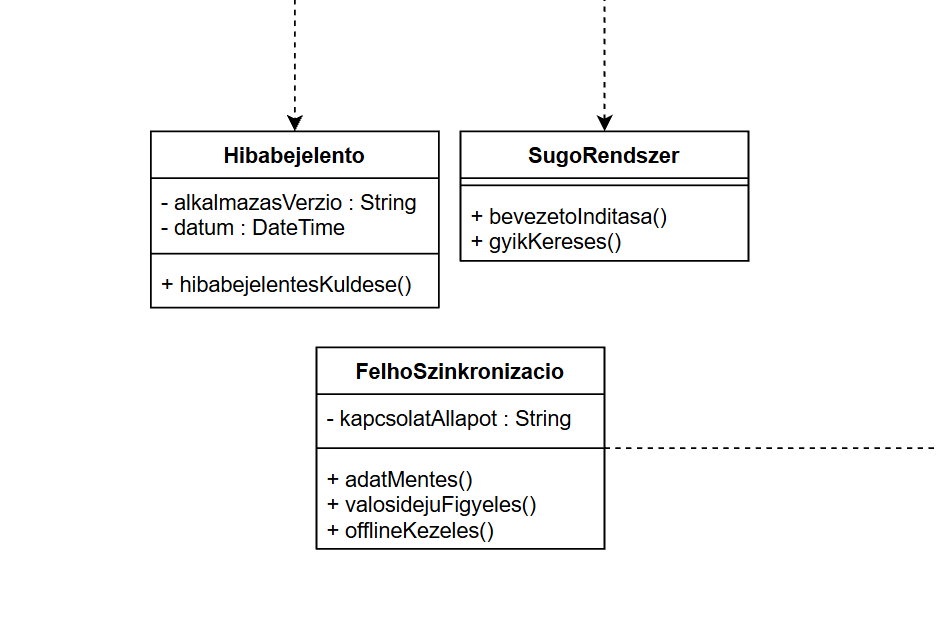 Hibabejelento
- alkalmazasVerzio : String
- datum : DateTime
+ hibabejelentesKuldese()
SugoRendszer
+ bevezetoInditasa()
+ gyikKereses()
FelhoSzinkronizacio
- kapcsolatAllapot : String
+ adatMentes()
+ valosidejuFigyeles()
+ offlineKezeles()